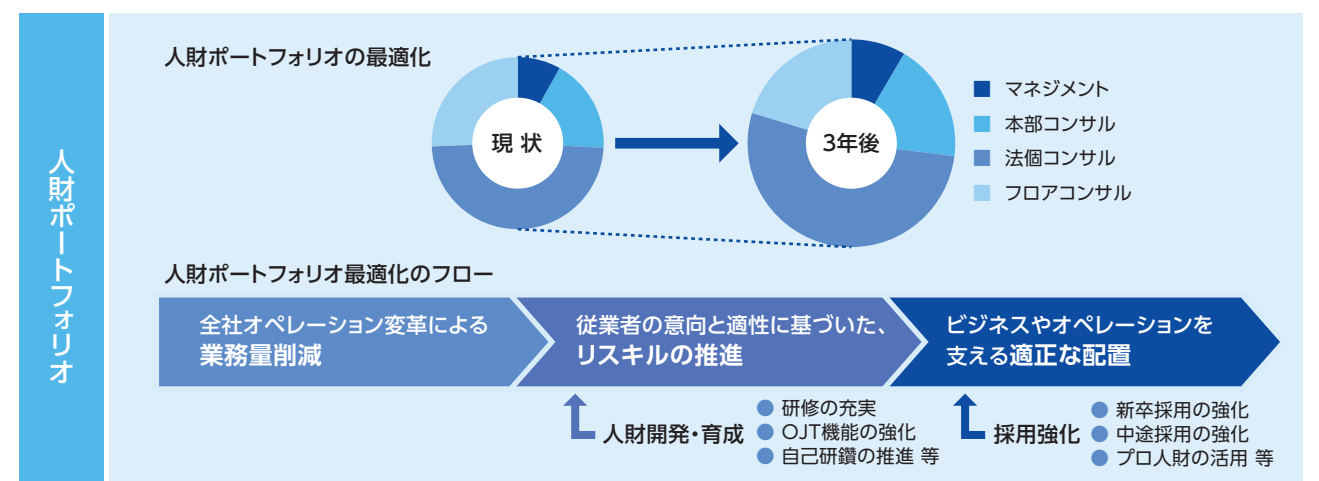 人財ポートフォリオ
人財ポートフォリオの最適化
現 状
3年後
マネジメント
本部コンサル
法個コンサル
フロアコンサル
人財ポートフォリオ最適化のフロー
全社オペレーション変革による
業務量削減
従業者の意向と適性に基づいた、
リスキルの推進
ビジネスやオペレーションを
支える適正な配置
人財開発・育成
● 研修の充実
● OJT機能の強化
● 自己研鑽の推進 等
採用強化
● 新卒採用の強化
● 中途採用の強化
● プロ人財の活用 等